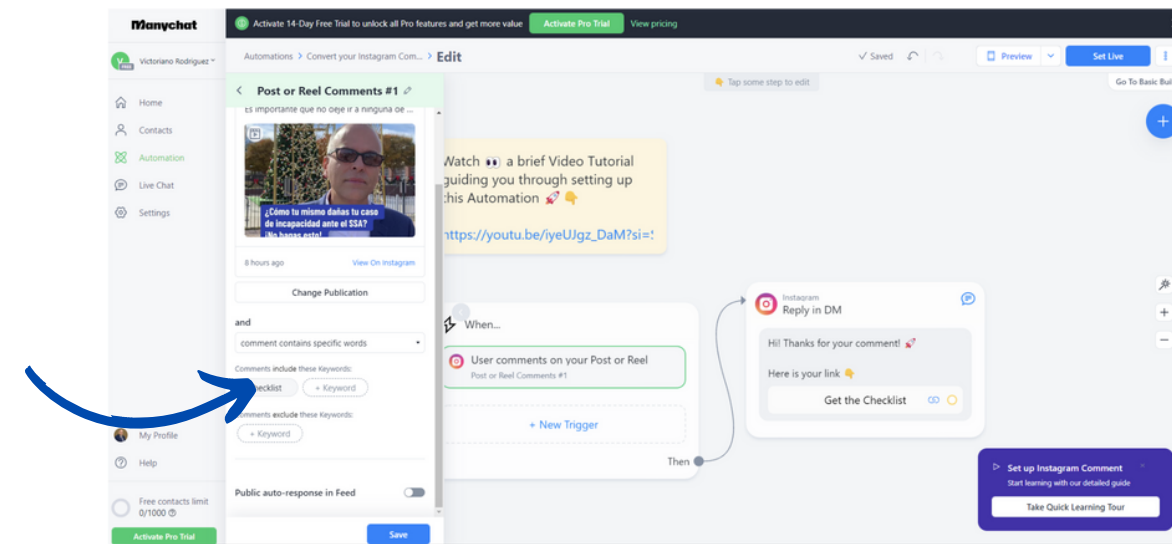 Manychat
Activate 14-Day Free Trial to unlock all Pro features and get more value
Activate Pro Trial
View pricing
Victoriano Rodriguez
Automations > Convert your Instagram Com... > Edit
Saved
Preview
Set Live
Home
Contacts
Automation
Live Chat
Settings
My Profile
Help
Free contacts limit
0/1000
Activate Pro Trial
Post or Reel Comments #1
Es importante que no deje ir a ninguna de ...
¿Cómo tu mismo dañas tu caso
de incapacidad ante el SSA?
¡No hagas esto!
8 hours ago
View On Instagram
Change Publication
and
comment contains specific words
Comments include these Keywords:
+ Keyword
exclude these Keywords:
+ Keyword
Public auto-response in Feed
Save
Tap some step to edit
Go To Basic
Watch 👀 a brief Video Tutorial
guiding you through setting up
this Automation 🚀 👇
https://youtu.be/iyeUJgz_DaM?si=
When...
User comments on your Post or Reel
Post or Reel Comments #1
+ New Trigger
Then
Instagram
Reply in DM
Hi! Thanks for your comment! 🚀
Here is your link 👇
Get the Checklist
Set up Instagram Comment
Start learning with our detailed guide
Take Quick Learning Tour